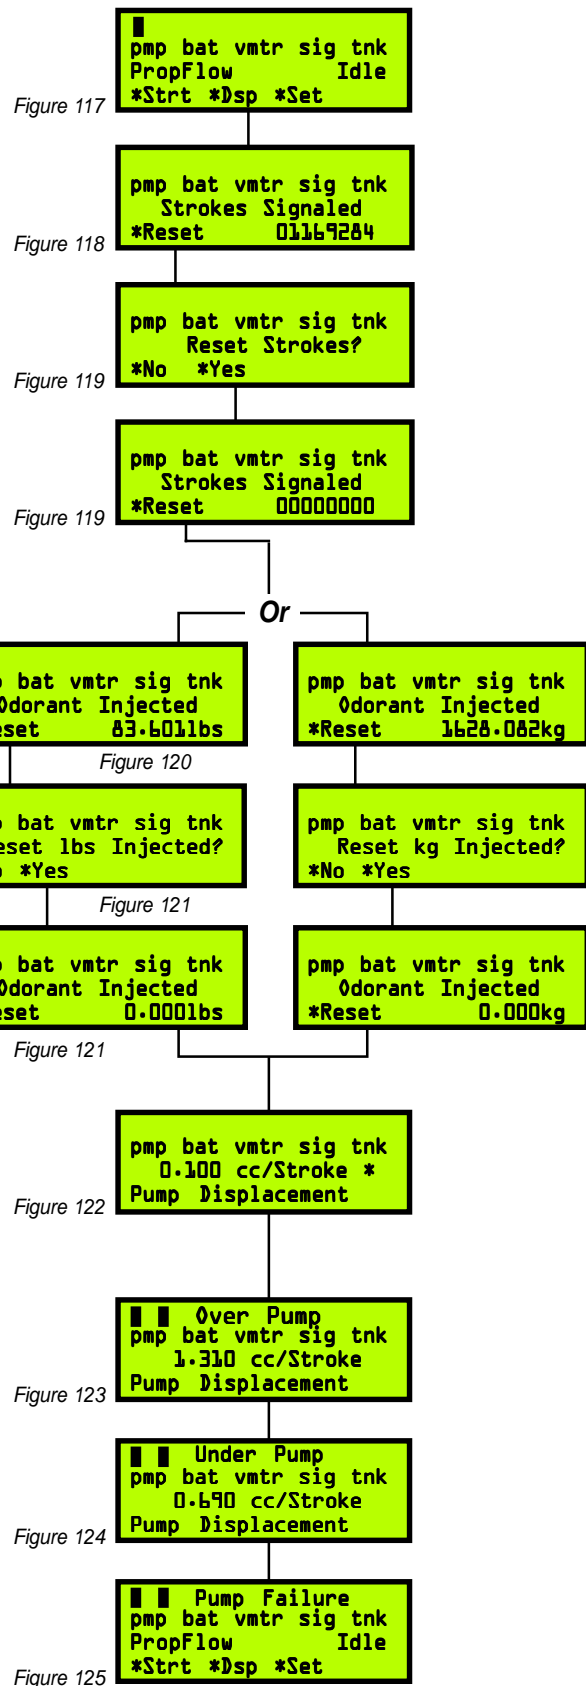 pmp bat vmtr sig tnk
PropFlow Idle
*Strt *Dsp *Set
Figure 117
pmp bat vmtr sig tnk
Strokes Signaled
*Reset 01169284
Figure 118
pmp bat vmtr sig tnk
Reset Strokes?
*No *Yes
Figure 119
pmp bat vmtr sig tnk
Strokes Signaled
*Reset 00000000
Figure 119
Or
bat vmtr sig tnk
Odorant Injected
83.601lbs
Figure 120
pmp bat vmtr sig tnk
Odorant Injected
*Reset 1628.082kg
bat vmtr sig tnk
lbs Injected?
*Yes
Figure 121
pmp bat vmtr sig tnk
Reset kg Injected?
*No *Yes
bat vmtr sig tnk
Odorant Injected
0.000lbs
Figure 121
pmp bat vmtr sig tnk
Odorant Injected
*Reset 0.000kg
pmp bat vmtr sig tnk
0.100 cc/Stroke *
Pump Displacement
Figure 122
Over Pump
pmp bat vmtr sig tnk
1.310 cc/Stroke
Pump Displacement
Figure 123
Under Pump
pmp bat vmtr sig tnk
0.690 cc/Stroke
Pump Displacement
Figure 124
Pump Failure
pmp bat vmtr sig tnk
PropFlow Idle
*Strt *Dsp *Set
Figure 125